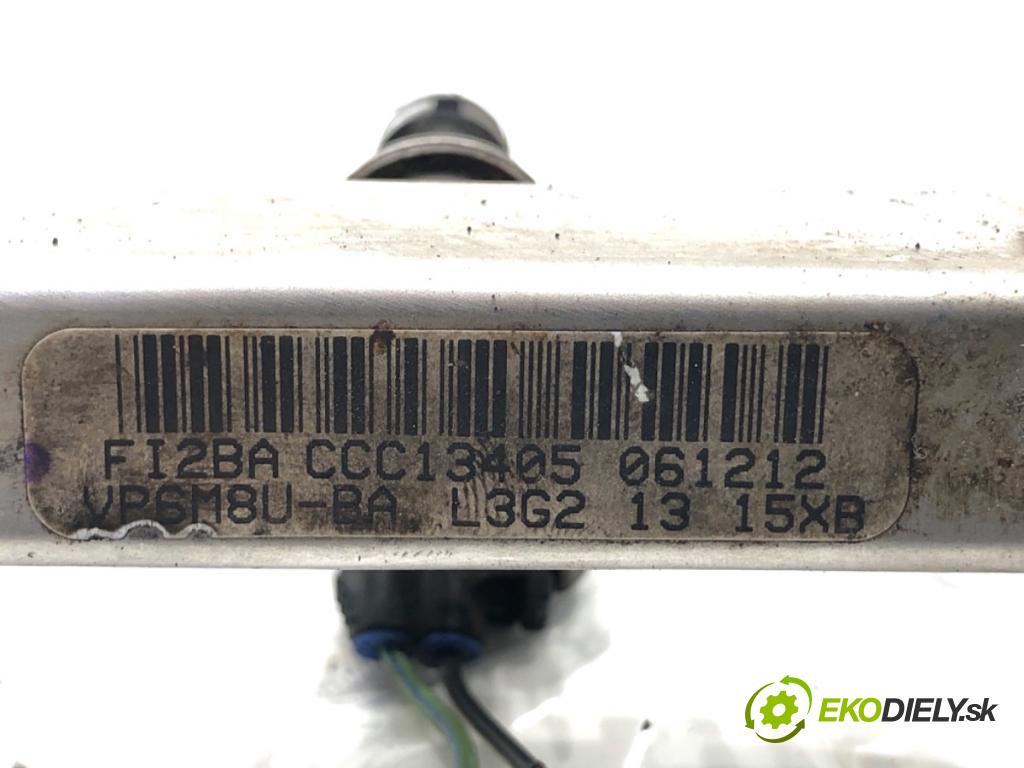 FI2BA CCC13405 061212
VP6M8U-BA L3G2 13 15XB
EKODIELY.sk